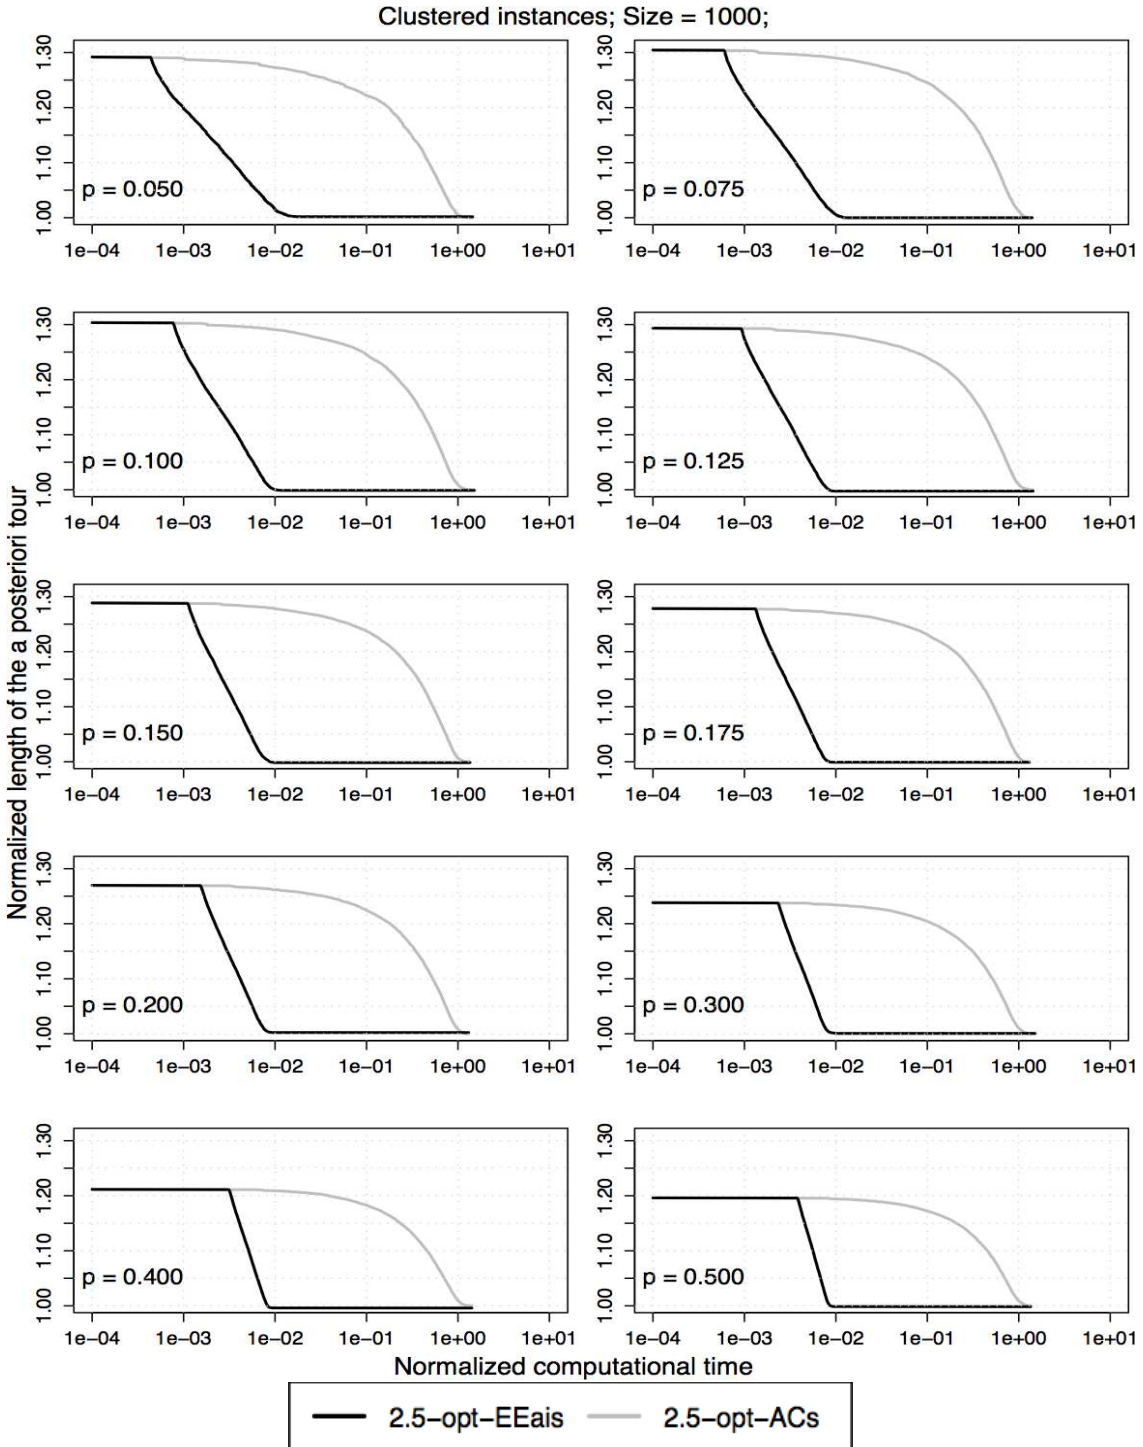 Clustered instances; Size = 1000;
Normalized length of the a posteriori tour
1.00 1.10 1.20 1.30
p = 0.050
1e−04 1e−03 1e−02 1e−01 1e+00 1e+01
1.00 1.10 1.20 1.30
p = 0.075
1e−04 1e−03 1e−02 1e−01 1e+00 1e+01
1.00 1.10 1.20 1.30
p = 0.100
1e−04 1e−03 1e−02 1e−01 1e+00 1e+01
1.00 1.10 1.20 1.30
p = 0.125
1e−04 1e−03 1e−02 1e−01 1e+00 1e+01
1.00 1.10 1.20 1.30
p = 0.150
1e−04 1e−03 1e−02 1e−01 1e+00 1e+01
1.00 1.10 1.20 1.30
p = 0.175
1e−04 1e−03 1e−02 1e−01 1e+00 1e+01
1.00 1.10 1.20 1.30
p = 0.200
1e−04 1e−03 1e−02 1e−01 1e+00 1e+01
1.00 1.10 1.20 1.30
p = 0.300
1e−04 1e−03 1e−02 1e−01 1e+00 1e+01
1.00 1.10 1.20 1.30
p = 0.400
1e−04 1e−03 1e−02 1e−01 1e+00 1e+01
1.00 1.10 1.20 1.30
p = 0.500
1e−04 1e−03 1e−02 1e−01 1e+00 1e+01
Normalized computational time
2.5−opt−EEais 2.5−opt−ACs